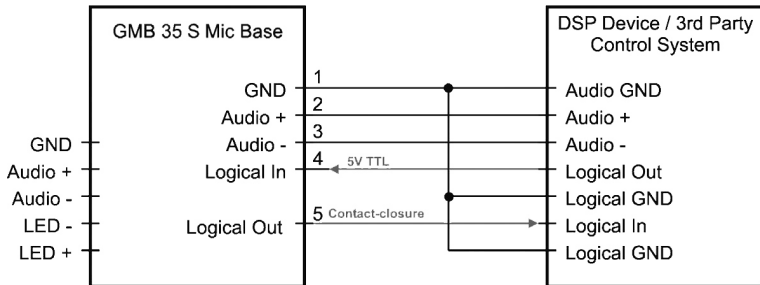 GMB 35 S Mic Base
DSP Device / 3rd Party
Control System
GND
Audio +
Audio -
LED -
LED +
GND
Audio +
Audio -
Logical In
Logical Out
1
2
3
4
5
5V TTL
Contact-closure
Audio GND
Audio +
Audio -
Logical Out
Logical GND
Logical In
Logical GND